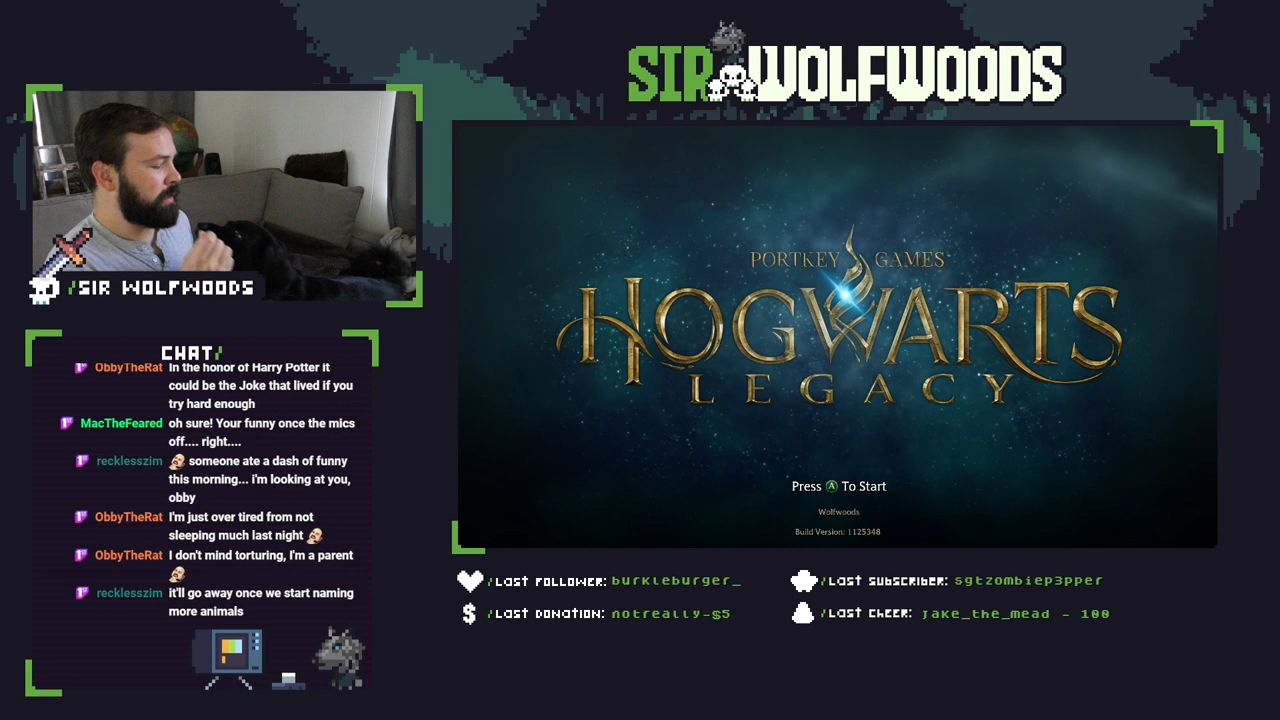 SIR WOLFWOODS
/SIR WOLFWOODS
CHAT/
ObbyTheRat In the honor of Harry Potter it
could be the Joke that lived if you
try hard enough
MacTheFeared oh sure! Your funny once the mics
off.... right....
recklesszim someone ate a dash of funny
this morning... i'm looking at you,
obby
ObbyTheRat I'm just over tired from not
sleeping much last night
ObbyTheRat I don't mind torturing, I'm a parent
recklesszim it'll go away once we start naming
more animals
PORTKEY GAMES
HOGWARTS
LEGACY
Press A To Start
Wolfwoods
Build Version: 1125348
/LAST FOLLOWER: burkleburger_
/LAST SUBSCRIBER: sgtzombiep3pper
$ /LAST DONATION: notreally-$5
/LAST CHEER: jake_the_mead - 100